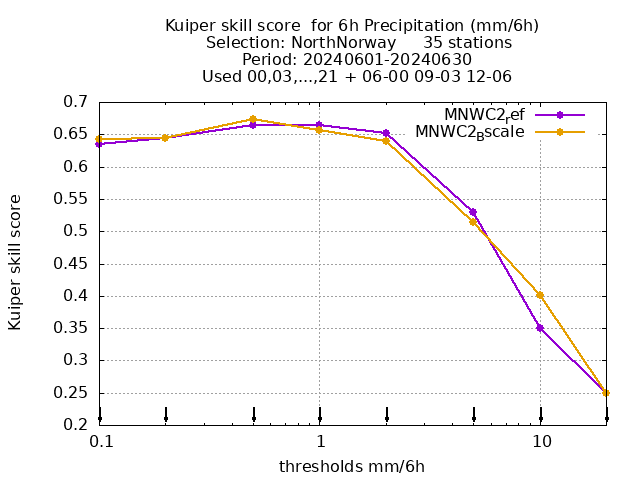 Kuiper skill score  for 6h Precipitation (mm/6h)
Selection: NorthNorway     35 stations
Period: 20240601-20240630
Used 00,03,...,21 + 06-00 09-03 12-06
MNWC2ref
MNWC2Bscale
0.7
0.65
0.6
0.55
0.5
0.45
0.4
0.35
0.3
0.25
0.2
Kuiper skill score
0.1
1
10
thresholds mm/6h